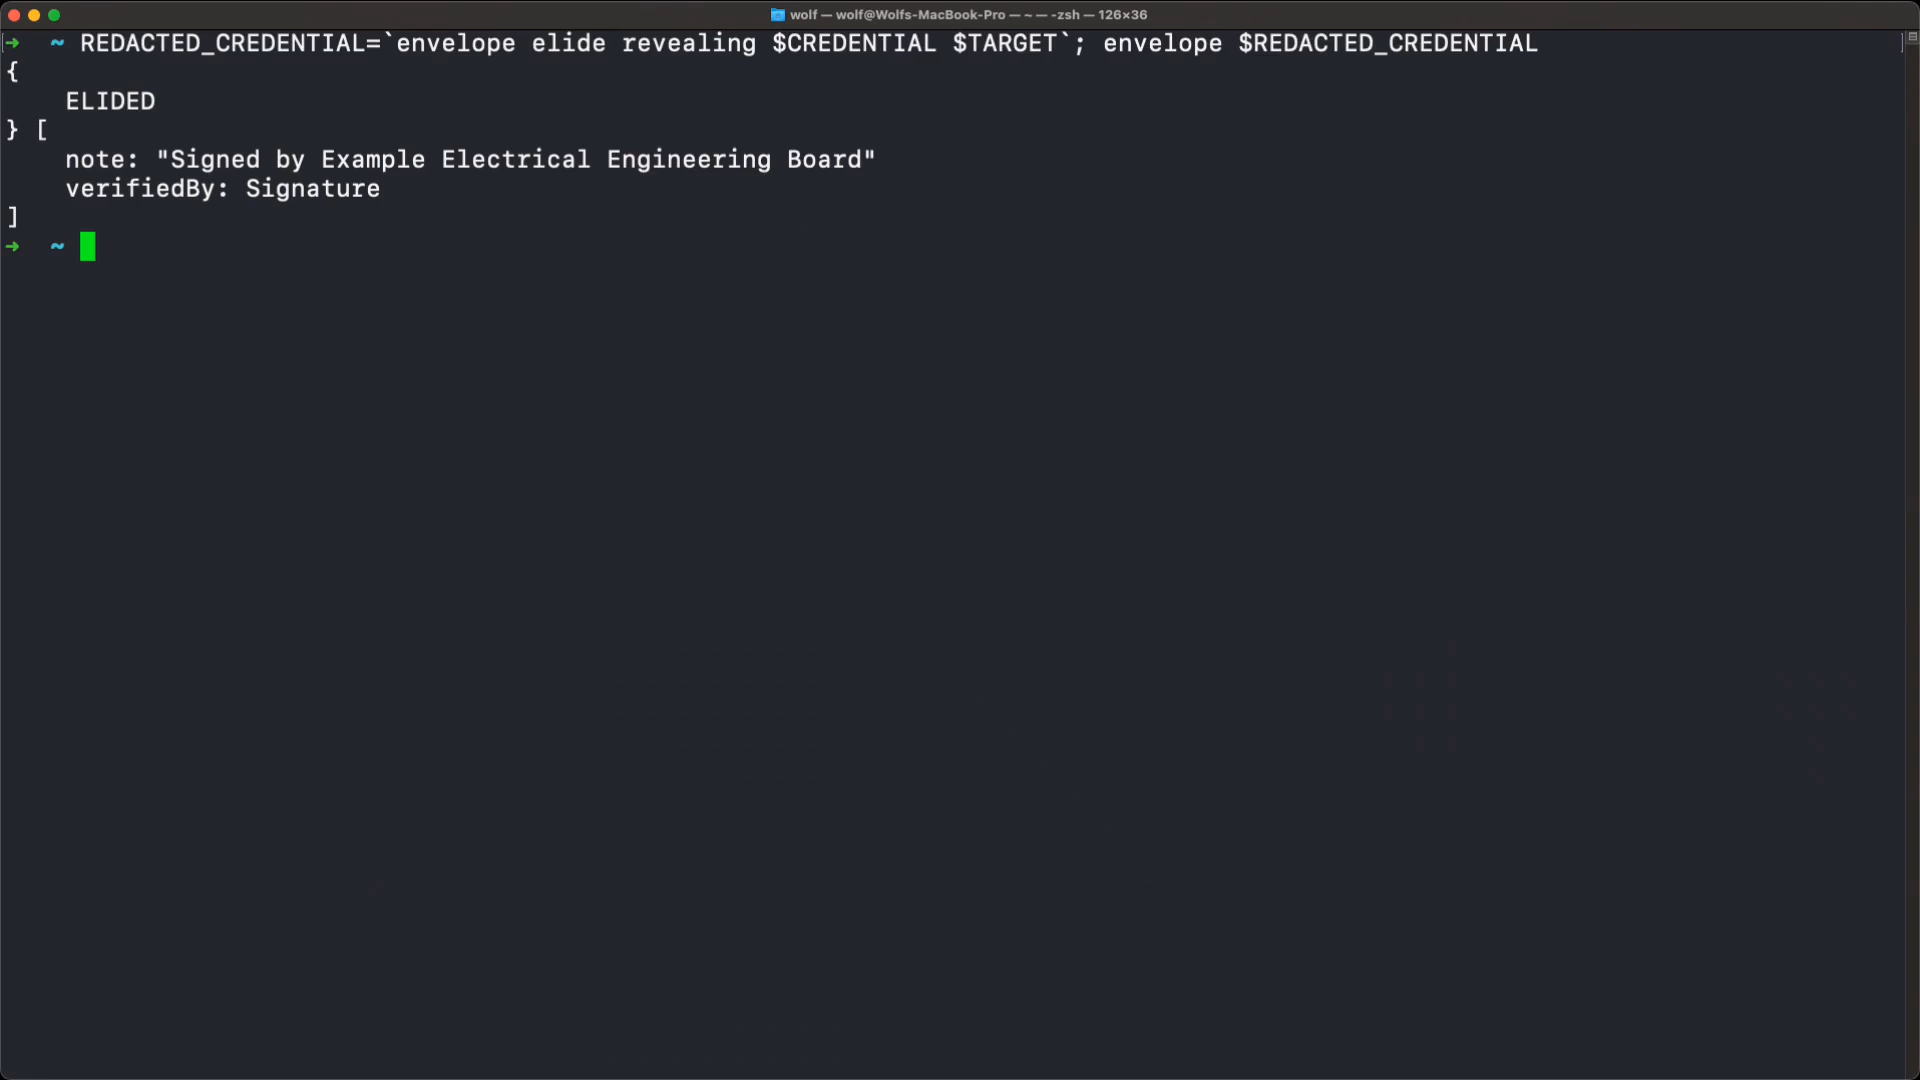 wolf — wolf@Wolfs-MacBook-Pro — ~ — -zsh — 126×36
➜ ~ REDACTED_CREDENTIAL=`envelope elide revealing $CREDENTIAL $TARGET`; envelope $REDACTED_CREDENTIAL
{
    ELIDED
} [
    note: "Signed by Example Electrical Engineering Board"
    verifiedBy: Signature
]
➜ ~